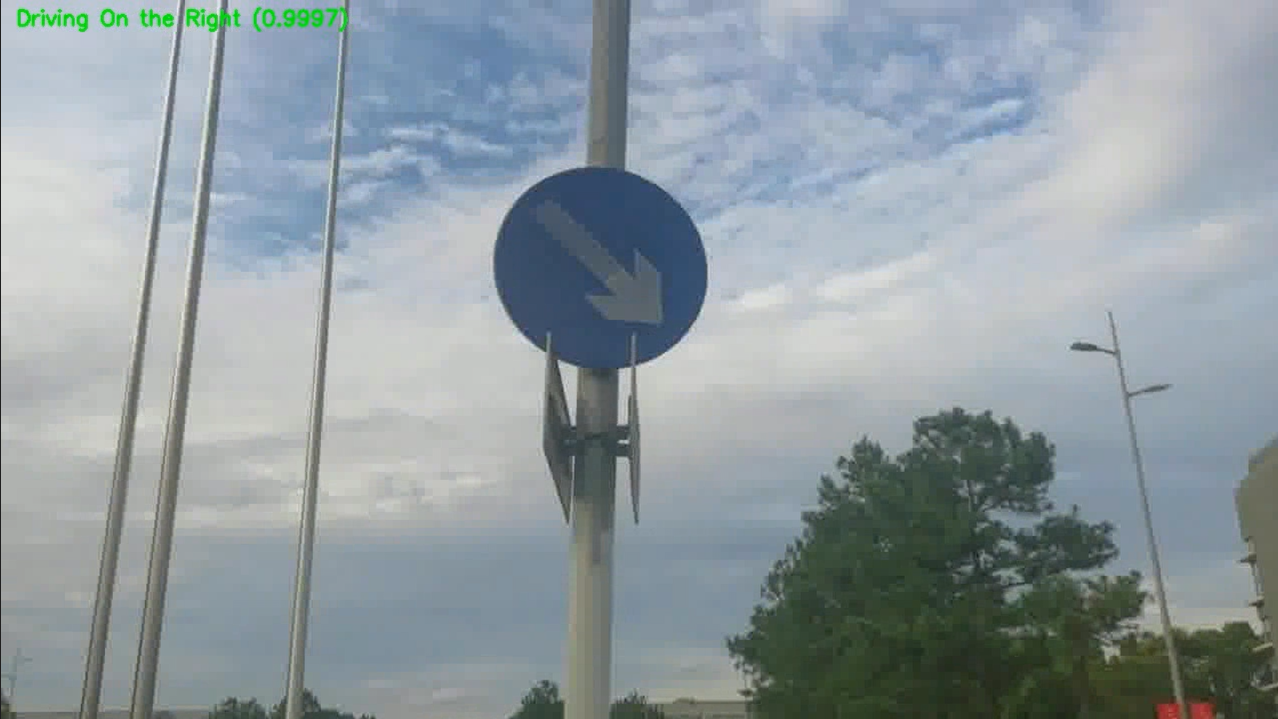 Driving On the Right (0.9997)